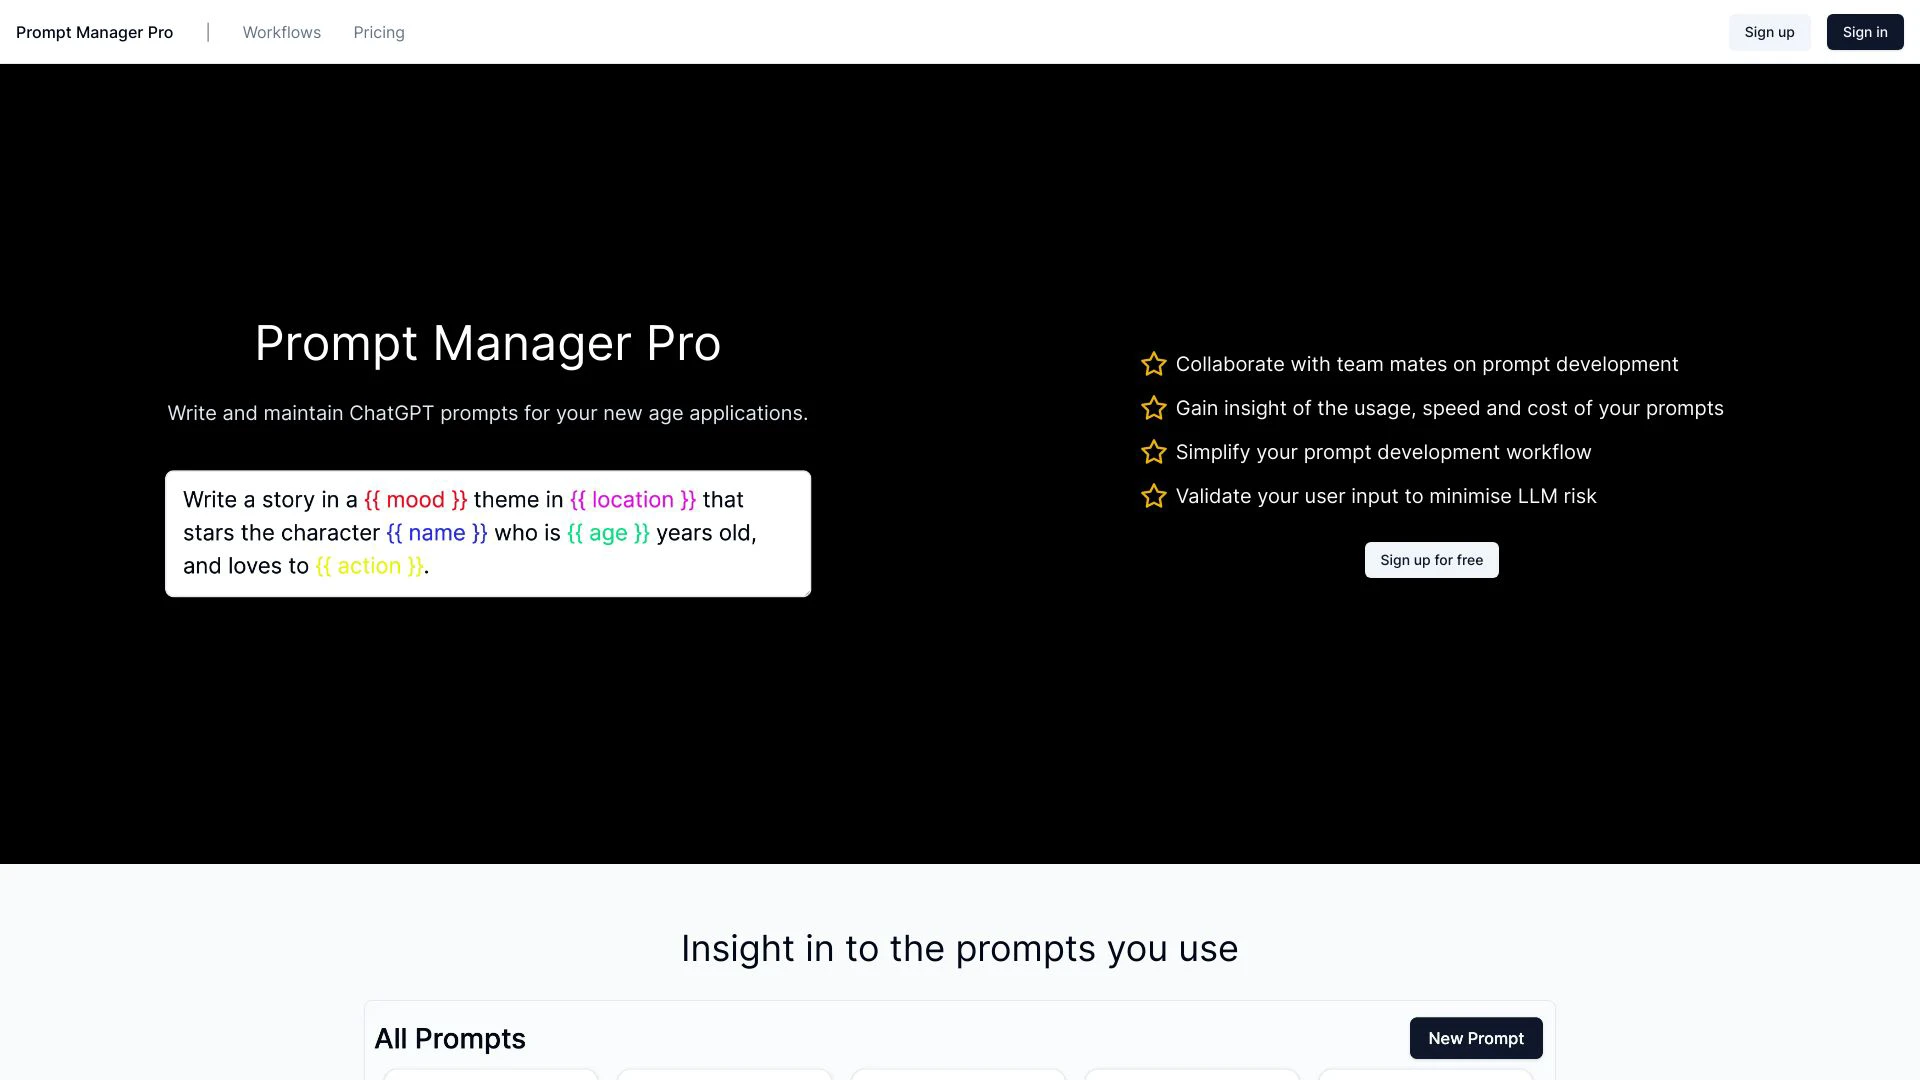 Prompt Manager Pro | Workflows Pricing Sign up Sign in
Prompt Manager Pro
Write and maintain ChatGPT prompts for your new age applications.
Write a story in a {{ mood }} theme in {{ location }} that
stars the character {{ name }} who is {{ age }} years old,
and loves to {{ action }}.
Collaborate with team mates on prompt development
Gain insight of the usage, speed and cost of your prompts
Simplify your prompt development workflow
Validate your user input to minimise LLM risk
Sign up for free
Insight in to the prompts you use
All Prompts New Prompt